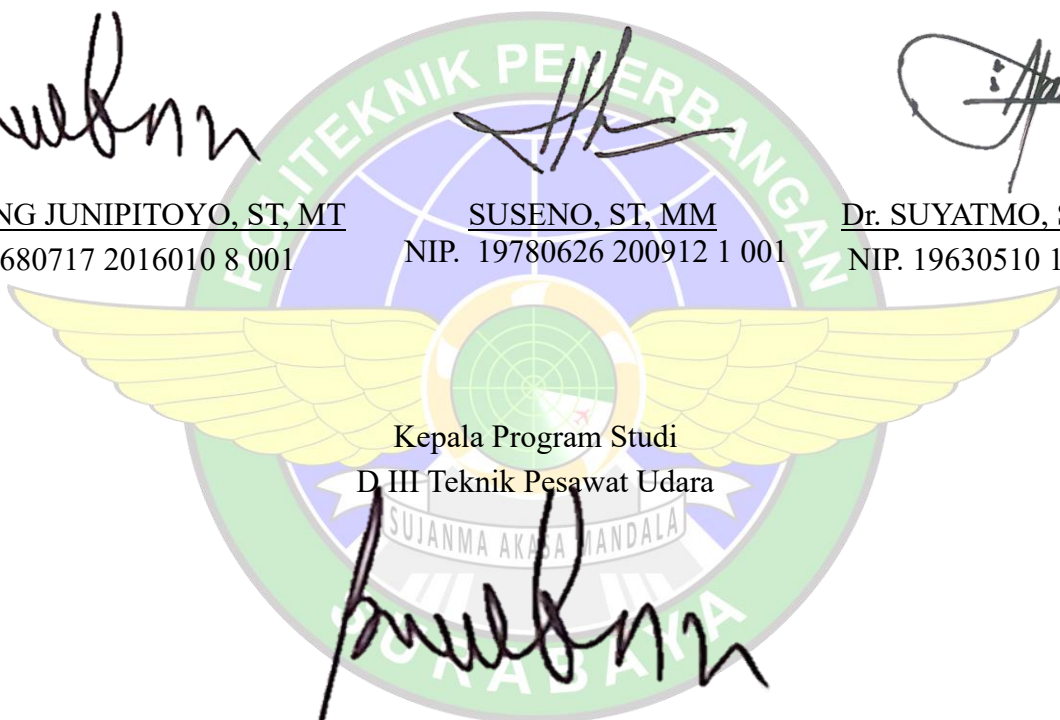 POLITEKNIK PENERBANGAN
NG JUNIPITOYO, ST, MT
SUSENO, ST, MM
Dr. SUYATMO, S
680717 2016010 8 001
NIP. 19780626 200912 1 001
NIP. 19630510 1
Kepala Program Studi
D III Teknik Pesawat Udara
SUJANMA AKASA MANDALA
SURABAYA